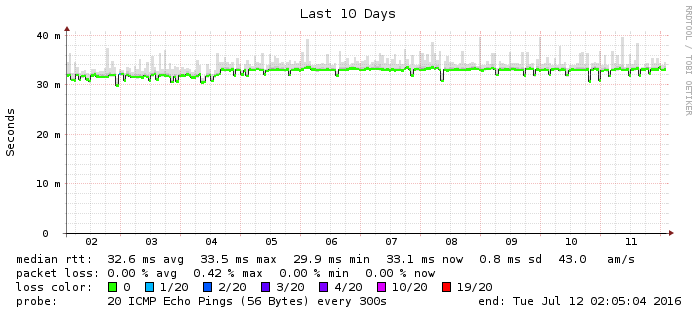 Last 10 Days
RRDTOOL / TOBI OETIKER
Seconds
40 m
30 m
20 m
10 m
0
02 03 04 05 06 07 08 09 10 11
median rtt: 32.6 ms avg 33.5 ms max 29.9 ms min 33.1 ms now 0.8 ms sd 43.0 am/s
packet loss: 0.00 % avg 0.42 % max 0.00 % min 0.00 % now
loss color: 0 1/20 2/20 3/20 4/20 10/20 19/20
probe: 20 ICMP Echo Pings (56 Bytes) every 300s end: Tue Jul 12 02:05:04 2016